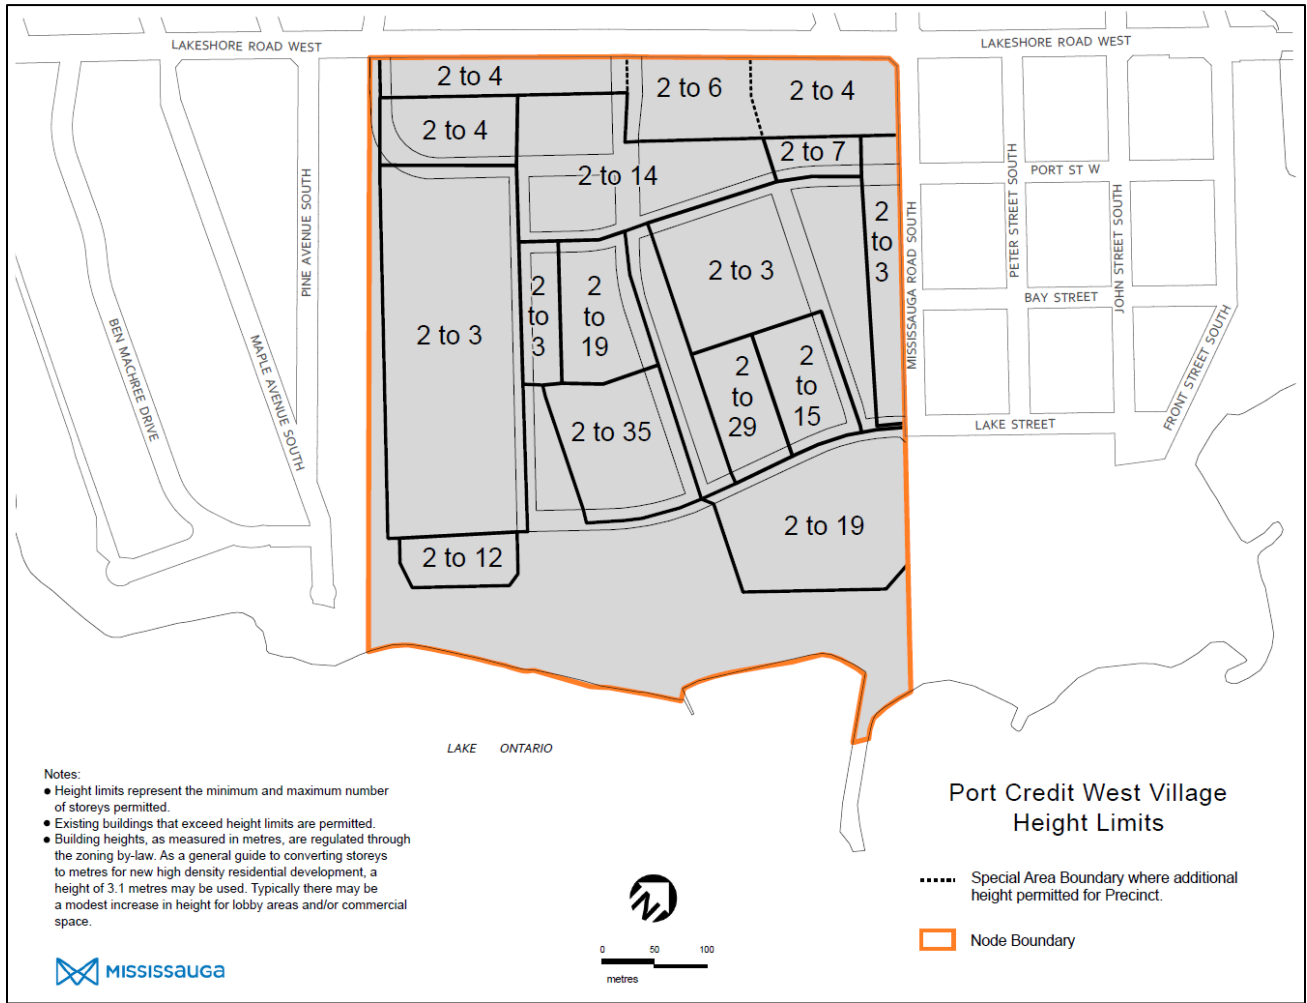 LAKESHORE ROAD WEST
LAKESHORE ROAD WEST
2 to 4
2 to 6
2 to 4
2 to 4
2 to 7
2 to 14
PORT ST W
PINE AVENUE SOUTH
PETER STREET SOUTH
JOHN STREET SOUTH
MISSISSAUGA ROAD SOUTH
2
to
3
2 to 3
2
to
3
2
to
19
2 to 3
BAY STREET
BEN MACHREE DRIVE
MAPLE AVENUE SOUTH
FRONT STREET SOUTH
2
to
29
2
to
15
2 to 35
LAKE STREET
2 to 19
2 to 12
LAKE ONTARIO
Notes:
● Height limits represent the minimum and maximum number
of storeys permitted.
● Existing buildings that exceed height limits are permitted.
● Building heights, as measured in metres, are regulated through
the zoning by-law. As a general guide to converting storeys
to metres for new high density residential development, a
height of 3.1 metres may be used. Typically there may be
a modest increase in height for lobby areas and/or commercial
space.
MISSISSAUGA
N
0 50 100
metres
Port Credit West Village
Height Limits
Special Area Boundary where additional
height permitted for Precinct.
Node Boundary